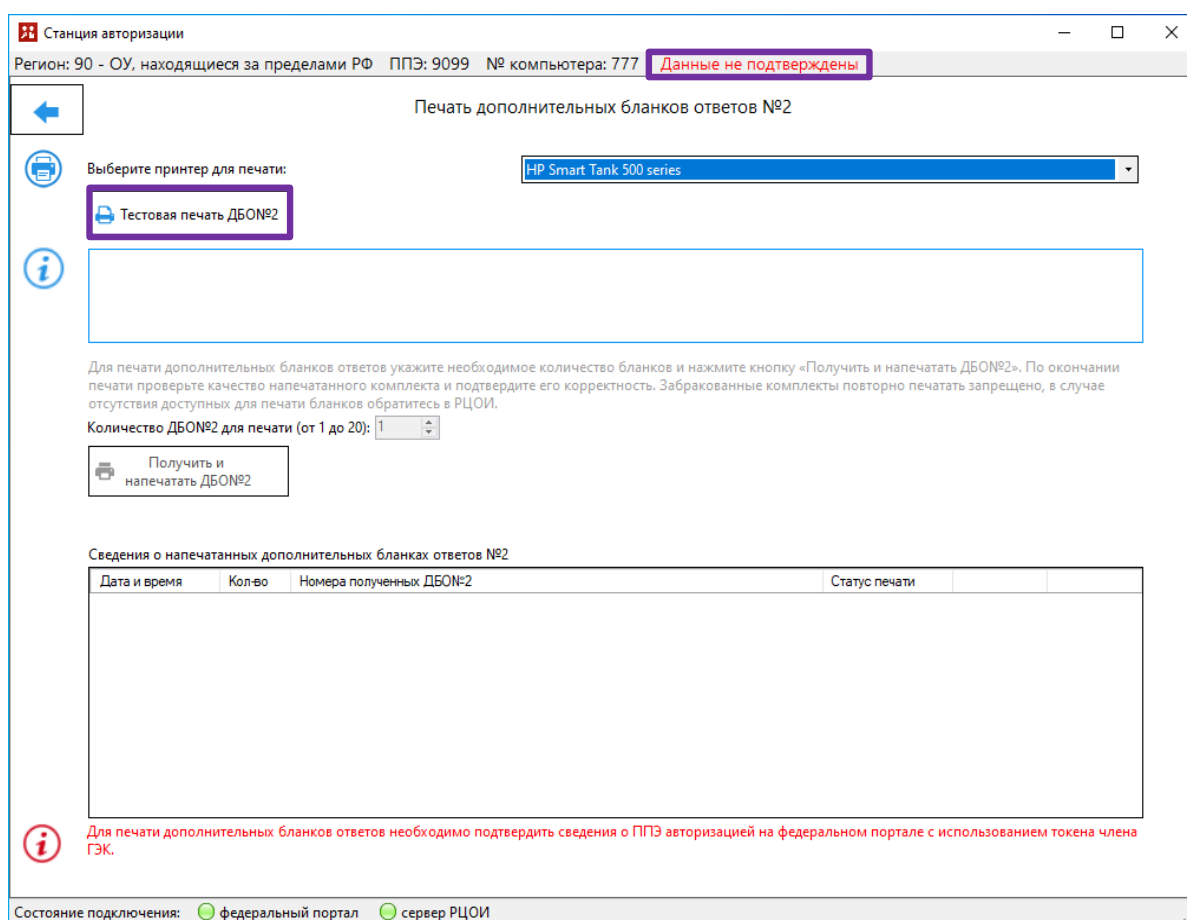 Станция авторизации
Регион: 90 - ОУ, находящиеся за пределами РФ ППЭ: 9099 № компьютера: 777 Данные не подтверждены
Печать дополнительных бланков ответов №2
Выберите принтер для печати: HP Smart Tank 500 series
Тестовая печать ДБО№2
Для печати дополнительных бланков ответов укажите необходимое количество бланков и нажмите кнопку «Получить и напечатать ДБО№2». По окончании
печати проверьте качество напечатанного комплекта и подтвердите его корректность. Забракованные комплекты повторно печатать запрещено, в случае
отсутствия доступных для печати бланков обратитесь в РЦОИ.
Количество ДБО№2 для печати (от 1 до 20): 1
Получить и
напечатать ДБО№2
Сведения о напечатанных дополнительных бланках ответов №2
Дата и время Кол-во Номера полученных ДБО№2 Статус печати
Для печати дополнительных бланков ответов необходимо подтвердить сведения о ППЭ авторизацией на федеральном портале с использованием токена члена
ГЭК.
Состояние подключения: федеральный портал сервер РЦОИ